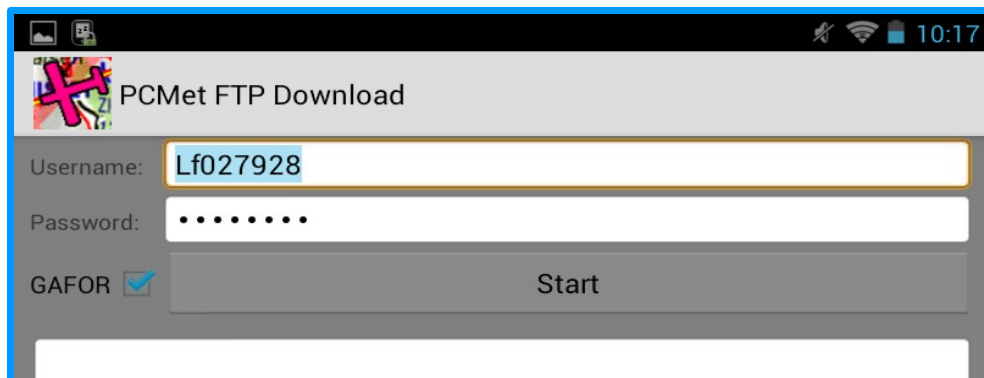 10:17
PCMet FTP Download
Username: Lf027928
Password: ••••••••
GAFOR Start